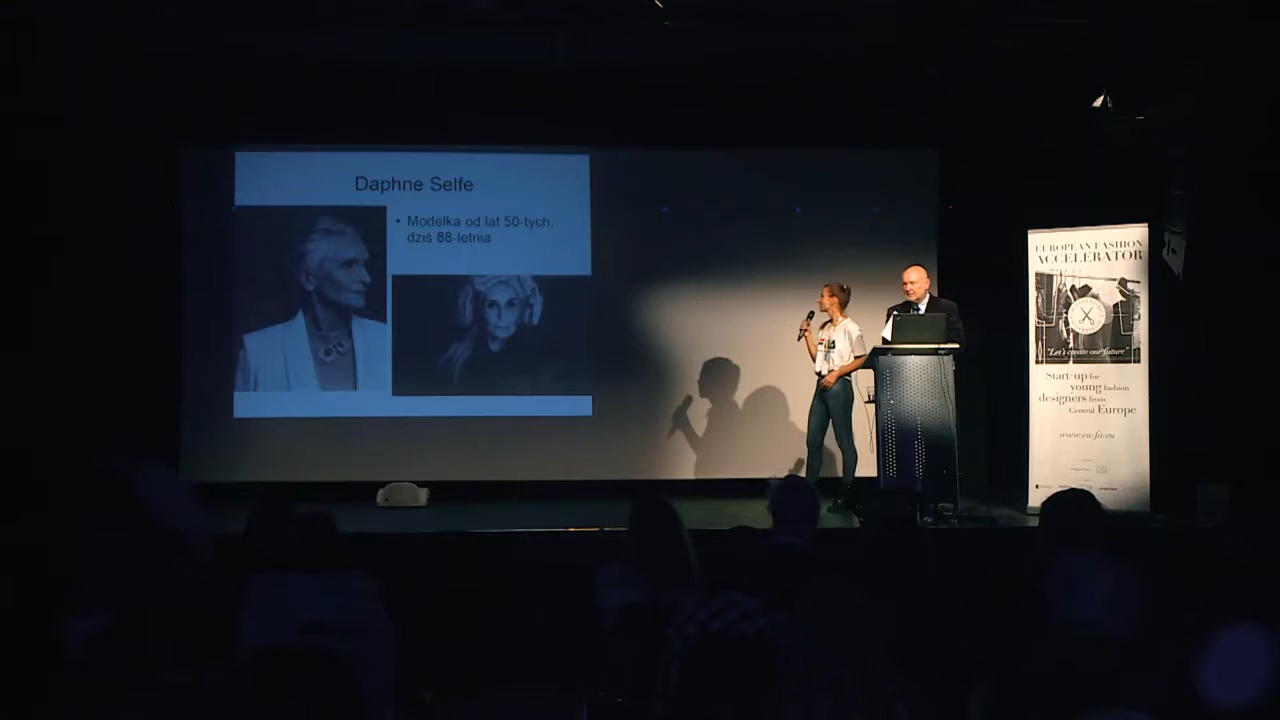 Daphne Selfe
• Modelka od lat 50-tych,
dziś 88-letnia
EUROPEAN FASHION
ACCELERATOR
"Let's create our future"
Start-up for
young fashion
designers from
Central Europe
www.eu-fa.eu